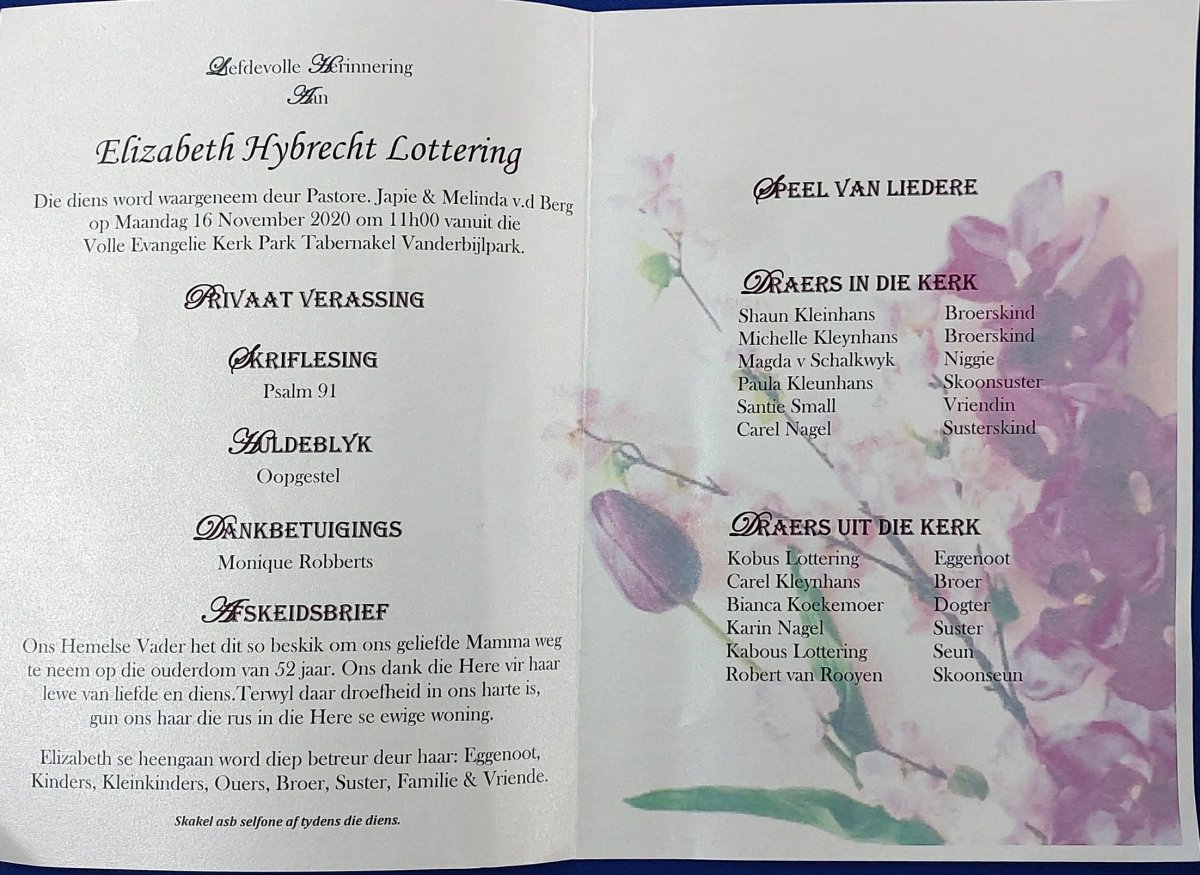 Liefdevolle Herinnering
Aan
Elizabeth Hybrecht Lottering
Die diens word waargeneem deur Pastore. Japie & Melinda v.d Berg
op Maandag 16 November 2020 om 11h00 vanuit die
Volle Evangelie Kerk Park Tabernakel Vanderbijlpark.
Privaat verassing
Skriflesing
Psalm 91
Huldeblyk
Oopgestel
Dankbetuigings
Monique Robberts
Afskeidsbrief
Ons Hemelse Vader het dit so beskik om ons geliefde Mamma weg
te neem op die ouderdom van 52 jaar. Ons dank die Here vir haar
lewe van liefde en diens.Terwyl daar droefheid in ons harte is,
gun ons haar die rus in die Here se ewige woning.
Elizabeth se heengaan word diep betreur deur haar: Eggenoot,
Kinders, Kleinkinders, Ouers, Broer, Suster, Familie & Vriende.
Skakel asb selfone af tydens die diens.
Speel van liedere
Draers in die kerk
Shaun Kleinhans Broerskind
Michelle Kleynhans Broerskind
Magda v Schalkwyk Niggie
Paula Kleunhans Skoonsuster
Santie Small Vriendin
Carel Nagel Susterskind
Draers uit die kerk
Kobus Lottering Eggenoot
Carel Kleynhans Broer
Bianca Koekemoer Dogter
Karin Nagel Suster
Kabous Lottering Seun
Robert van Rooyen Skoonseun